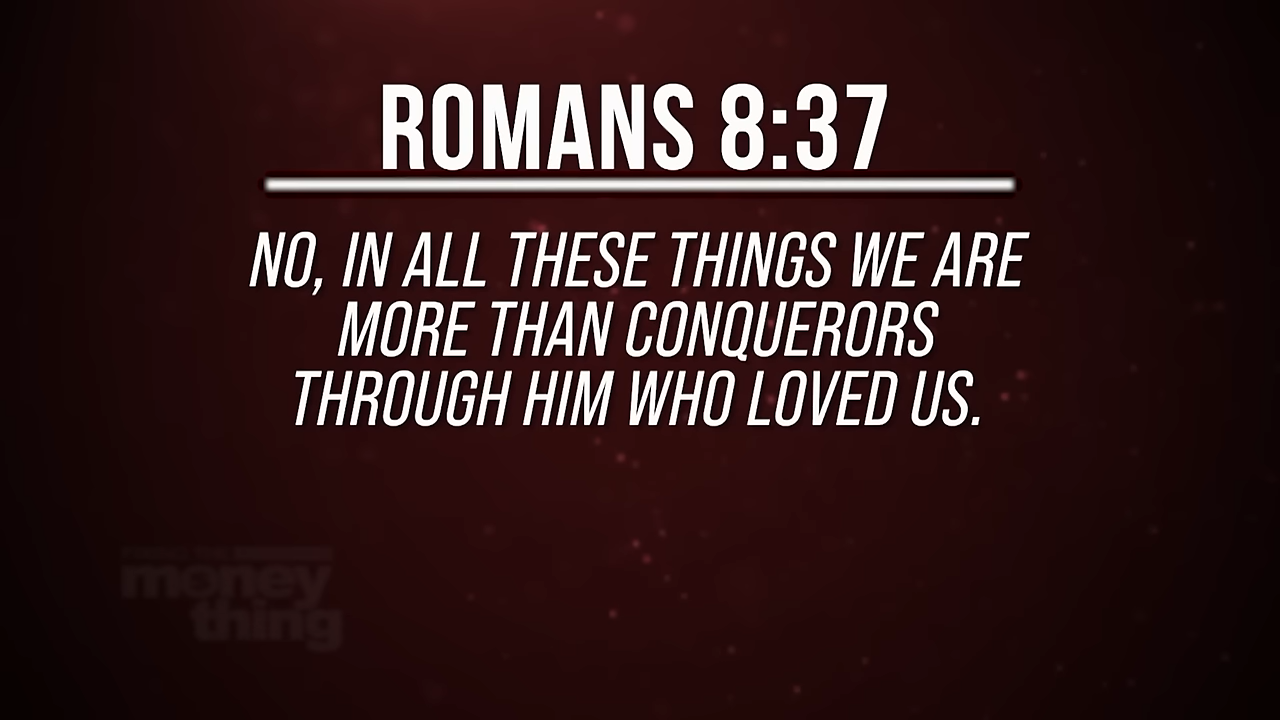 ROMANS 8:37
NO, IN ALL THESE THINGS WE ARE
MORE THAN CONQUERORS
THROUGH HIM WHO LOVED US.
money
thing